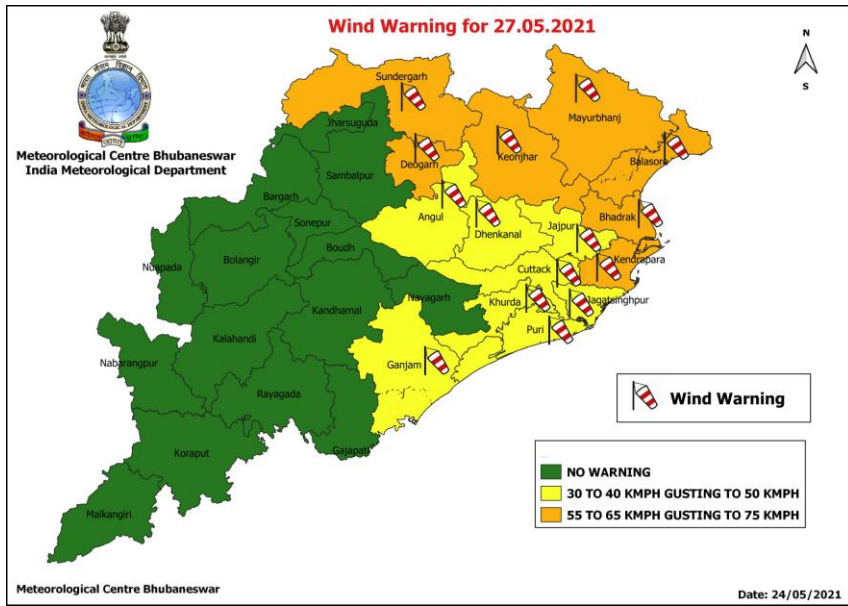 Wind Warning for 27.05.2021
N
S
Meteorological Centre Bhubaneswar
India Meteorological Department
INDIA METEOROLOGICAL DEPARTMENT
Sundergarh
Jharsuguda
Mayurbhanj
Keonjhar
Deogarh
Balasore
Sambalpur
Bargarh
Bhadrak
Sonepur
Angul
Dhenkanal
Jajpur
Boudh
Kendrapara
Bolangir
Nuapada
Cuttack
Nayagarh
Khurda
Jagatsinghpur
Kandhamal
Puri
Kalahandi
Ganjam
Nabarangpur
Rayagada
Koraput
Gajapati
Malkangiri
Wind Warning
NO WARNING
30 TO 40 KMPH GUSTING TO 50 KMPH
55 TO 65 KMPH GUSTING TO 75 KMPH
Meteorological Centre Bhubaneswar
Date: 24/05/2021